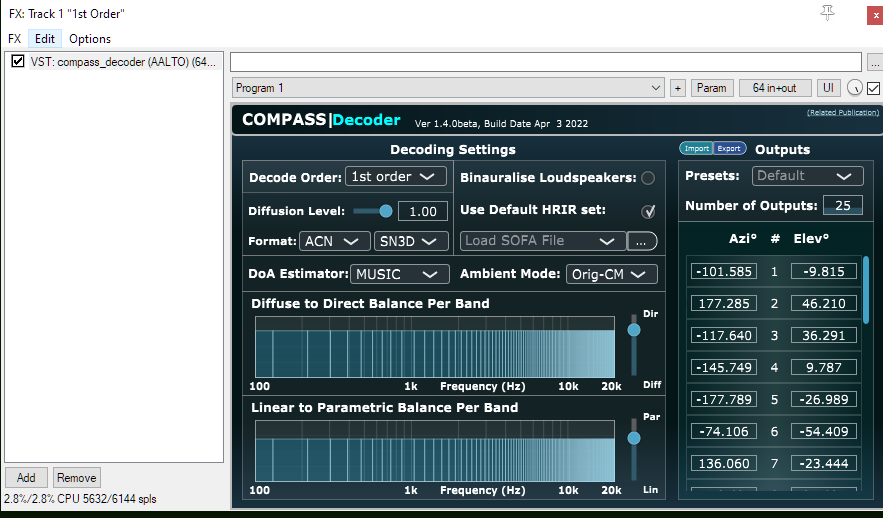 FX: Track 1 "1st Order"
FX Edit Options
VST: compass_decoder (AALTO) (64...
...
Program 1 + Param 64 in+out UI
COMPASS|Decoder Ver 1.4.0beta, Build Date Apr 3 2022
(Related Publication)
Decoding Settings
Decode Order: 1st order
Binauralise Loudspeakers:
Diffusion Level: 1.00
Use Default HRIR set:
Format: ACN SN3D
Load SOFA File ...
DoA Estimator: MUSIC
Ambient Mode: Orig-CM
Diffuse to Direct Balance Per Band
Dir
Diff
100 1k Frequency (Hz) 10k 20k
Linear to Parametric Balance Per Band
Par
Lin
100 1k Frequency (Hz) 10k 20k
Import Export Outputs
Presets: Default
Number of Outputs: 25
Azi° # Elev°
-101.585 1 -9.815
177.285 2 46.210
-117.640 3 36.291
-145.749 4 9.787
-177.789 5 -26.989
-74.106 6 -54.409
136.060 7 -23.444
Add Remove
2.8%/2.8% CPU 5632/6144 spls